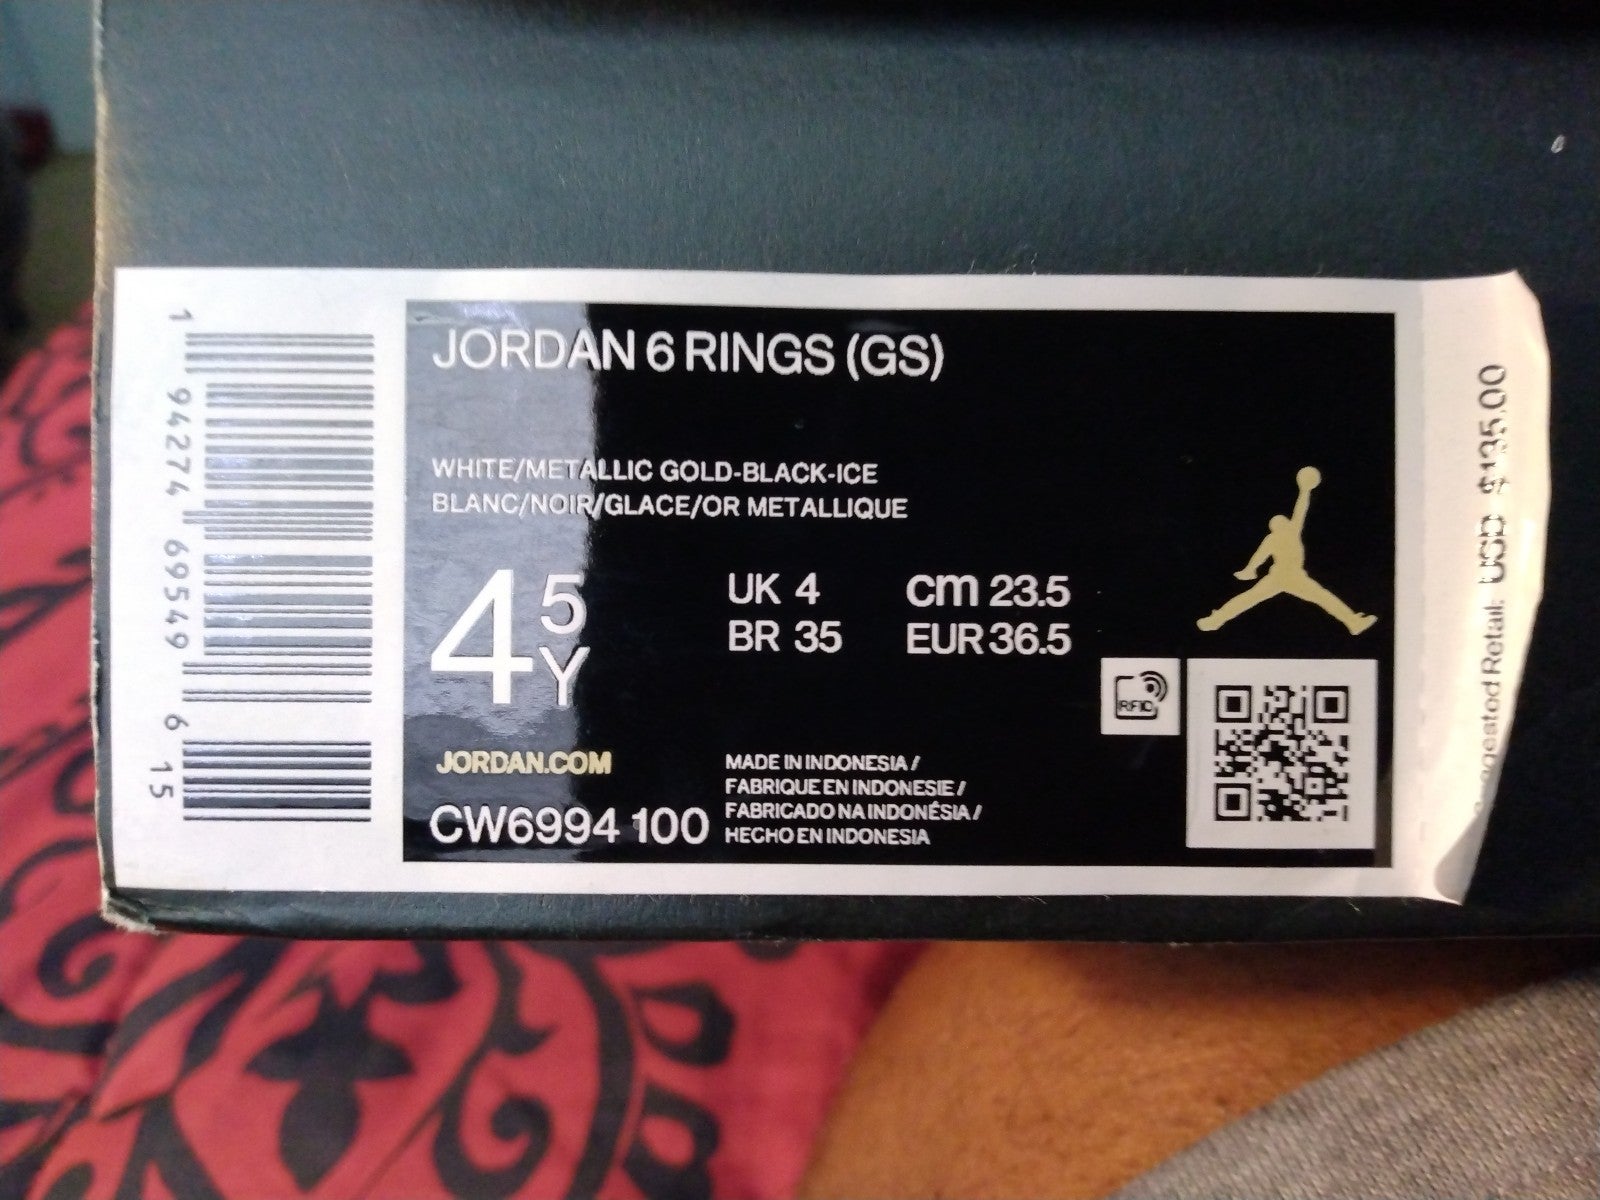 JORDAN 6 RINGS (GS)
WHITE/METALLIC GOLD-BLACK-ICE
BLANC/NOIR/GLACE/OR METALLIQUE
4 5 Y
UK 4
BR 35
cm 23.5
EUR 36.5
JORDAN.COM
CW6994 100
MADE IN INDONESIA /
FABRIQUE EN INDONESIE /
FABRICADO NA INDONÉSIA /
HECHO EN INDONESIA
RFID
1 94274 69549 6 15
Suggested Retail: USD $135.00